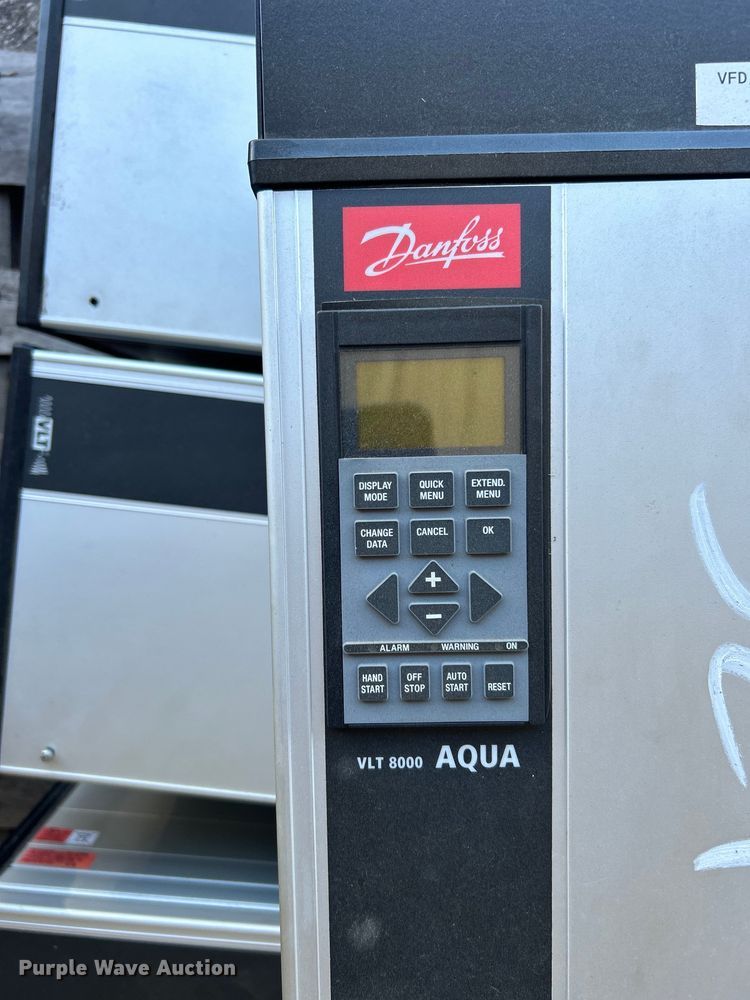 VFD
Danfoss
VLT
DISPLAY MODE
QUICK MENU
EXTEND. MENU
CHANGE DATA
CANCEL
OK
+
-
ALARM WARNING ON
HAND START
OFF STOP
AUTO START
RESET
VLT 8000 AQUA
Purple Wave Auction